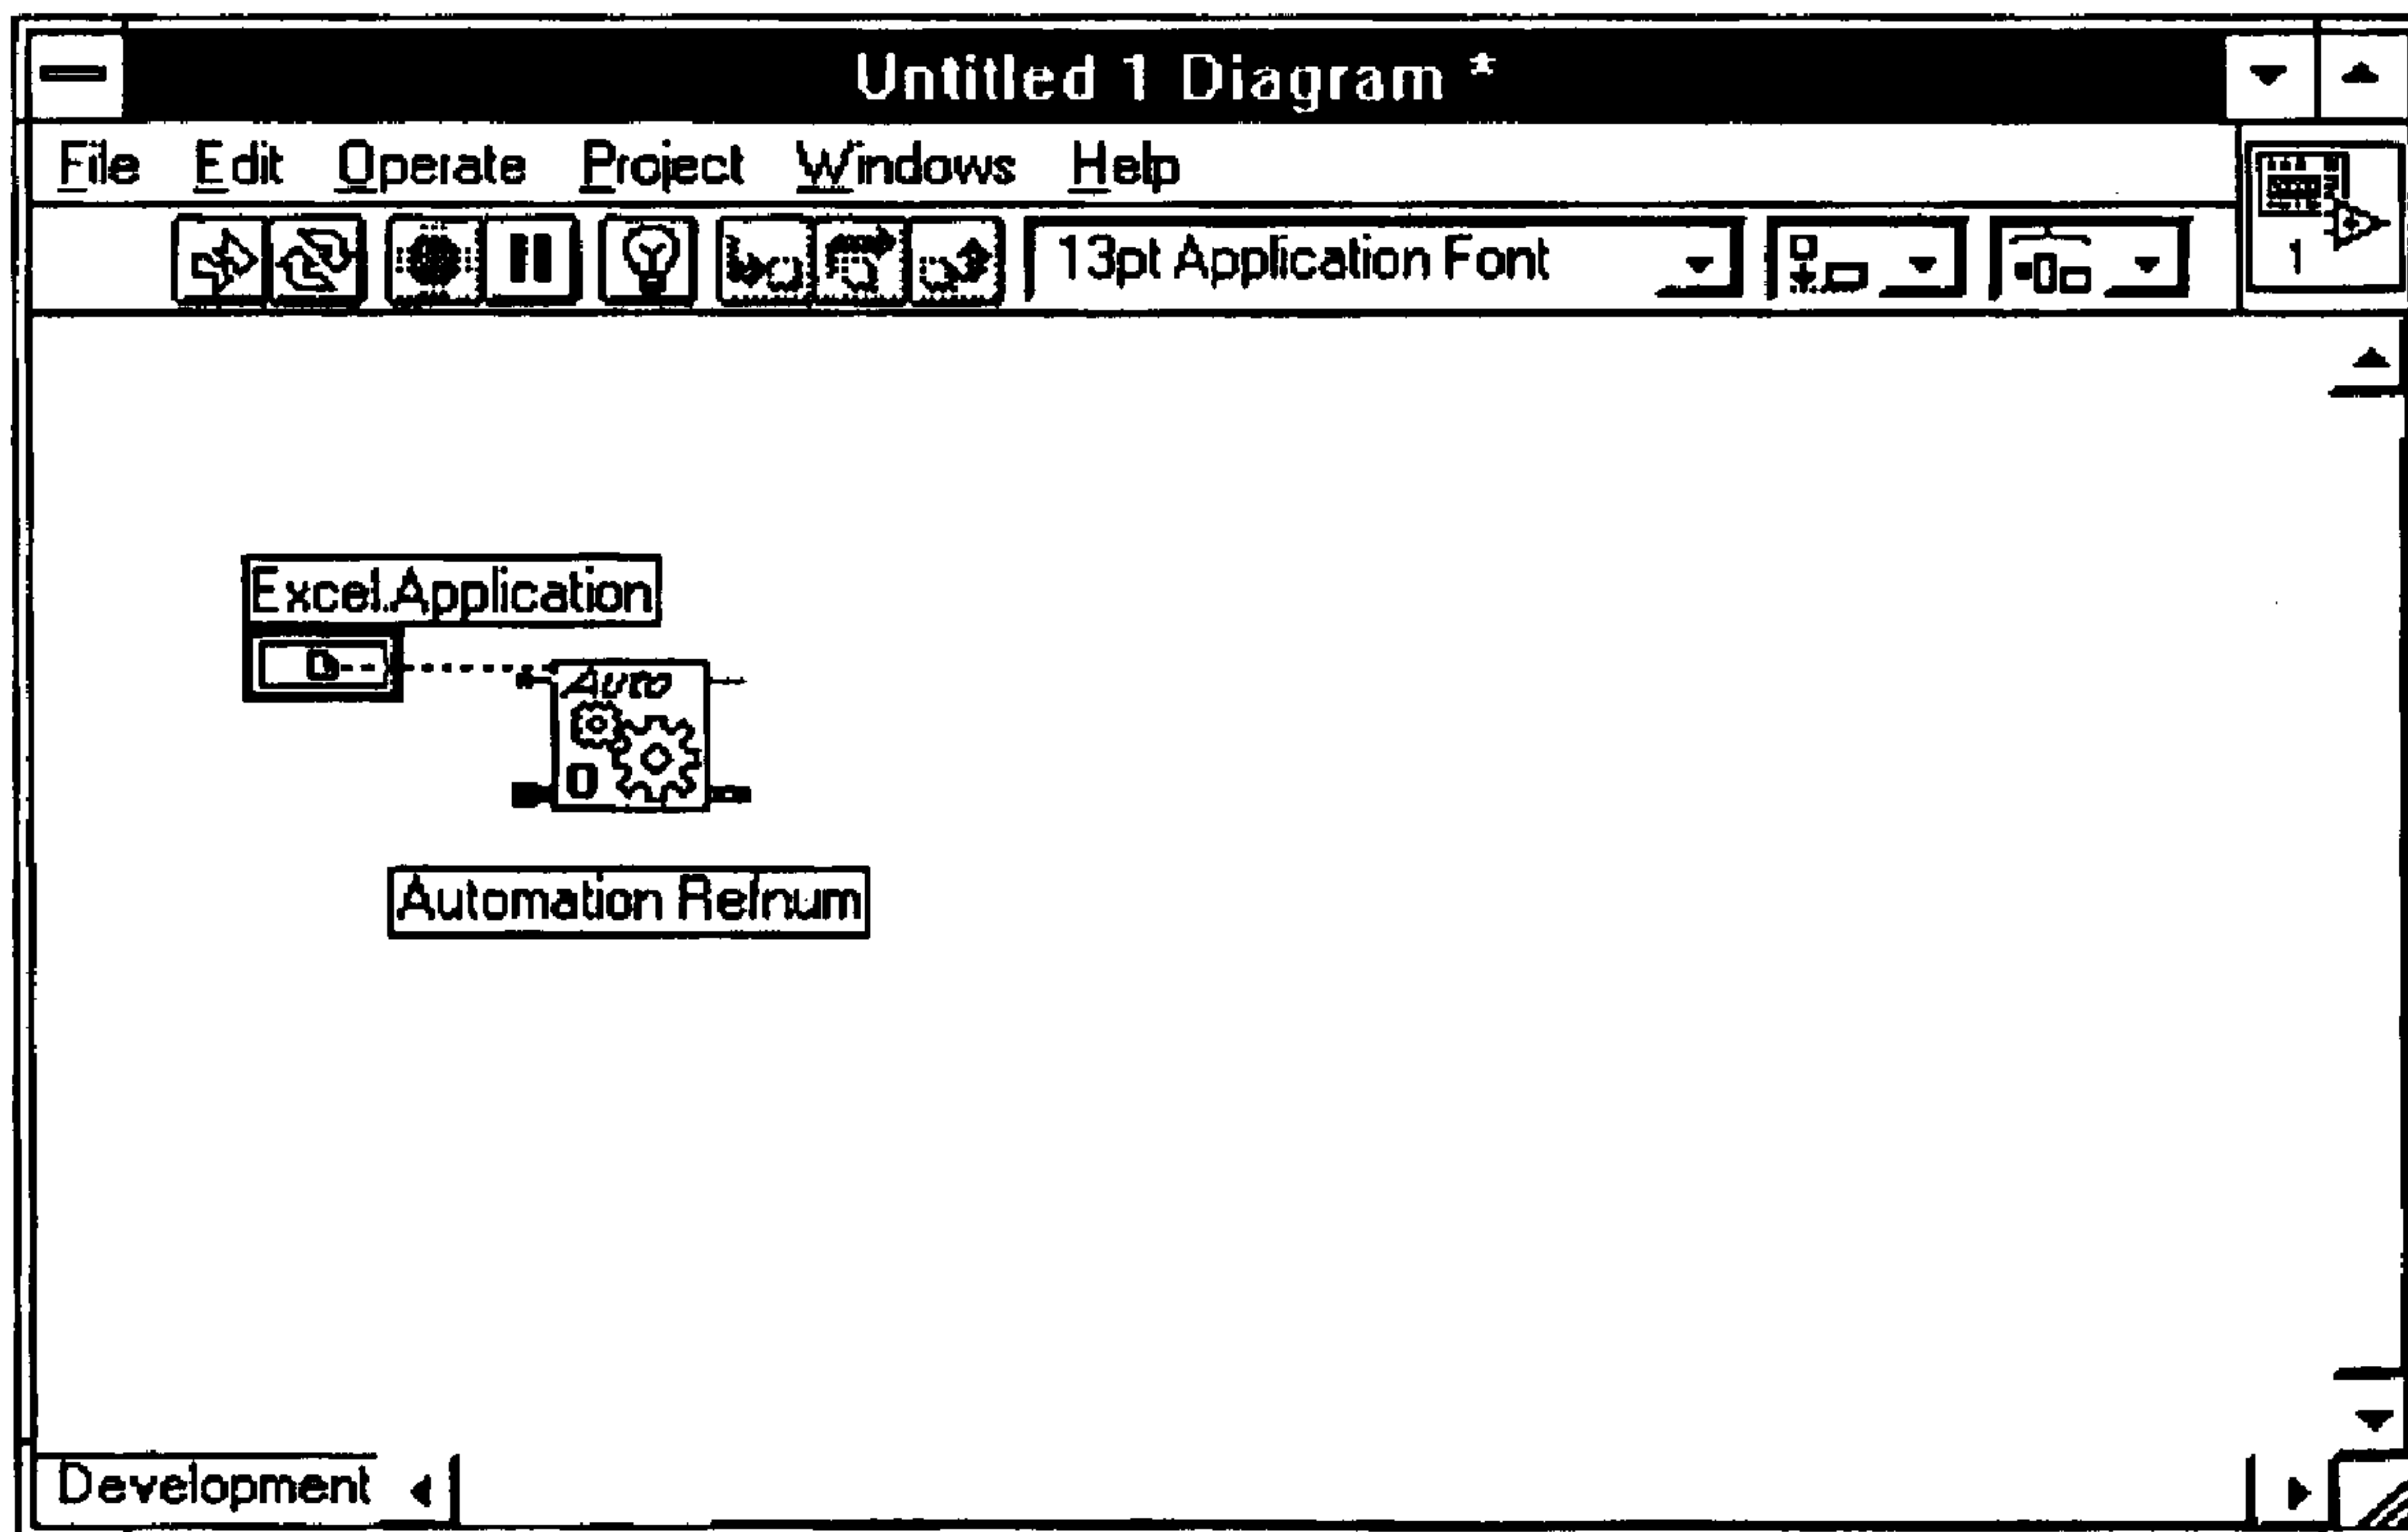 Untitled 1 Diagram *
File Edit Operate Project Windows Help
13pt Application Font
1
Excel.Application
Auto
0
Automation Refnum
Development